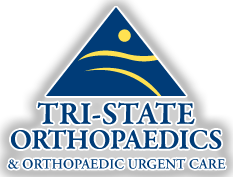 TRI-STATE
ORTHOPAEDICS
& ORTHOPAEDIC URGENT CARE